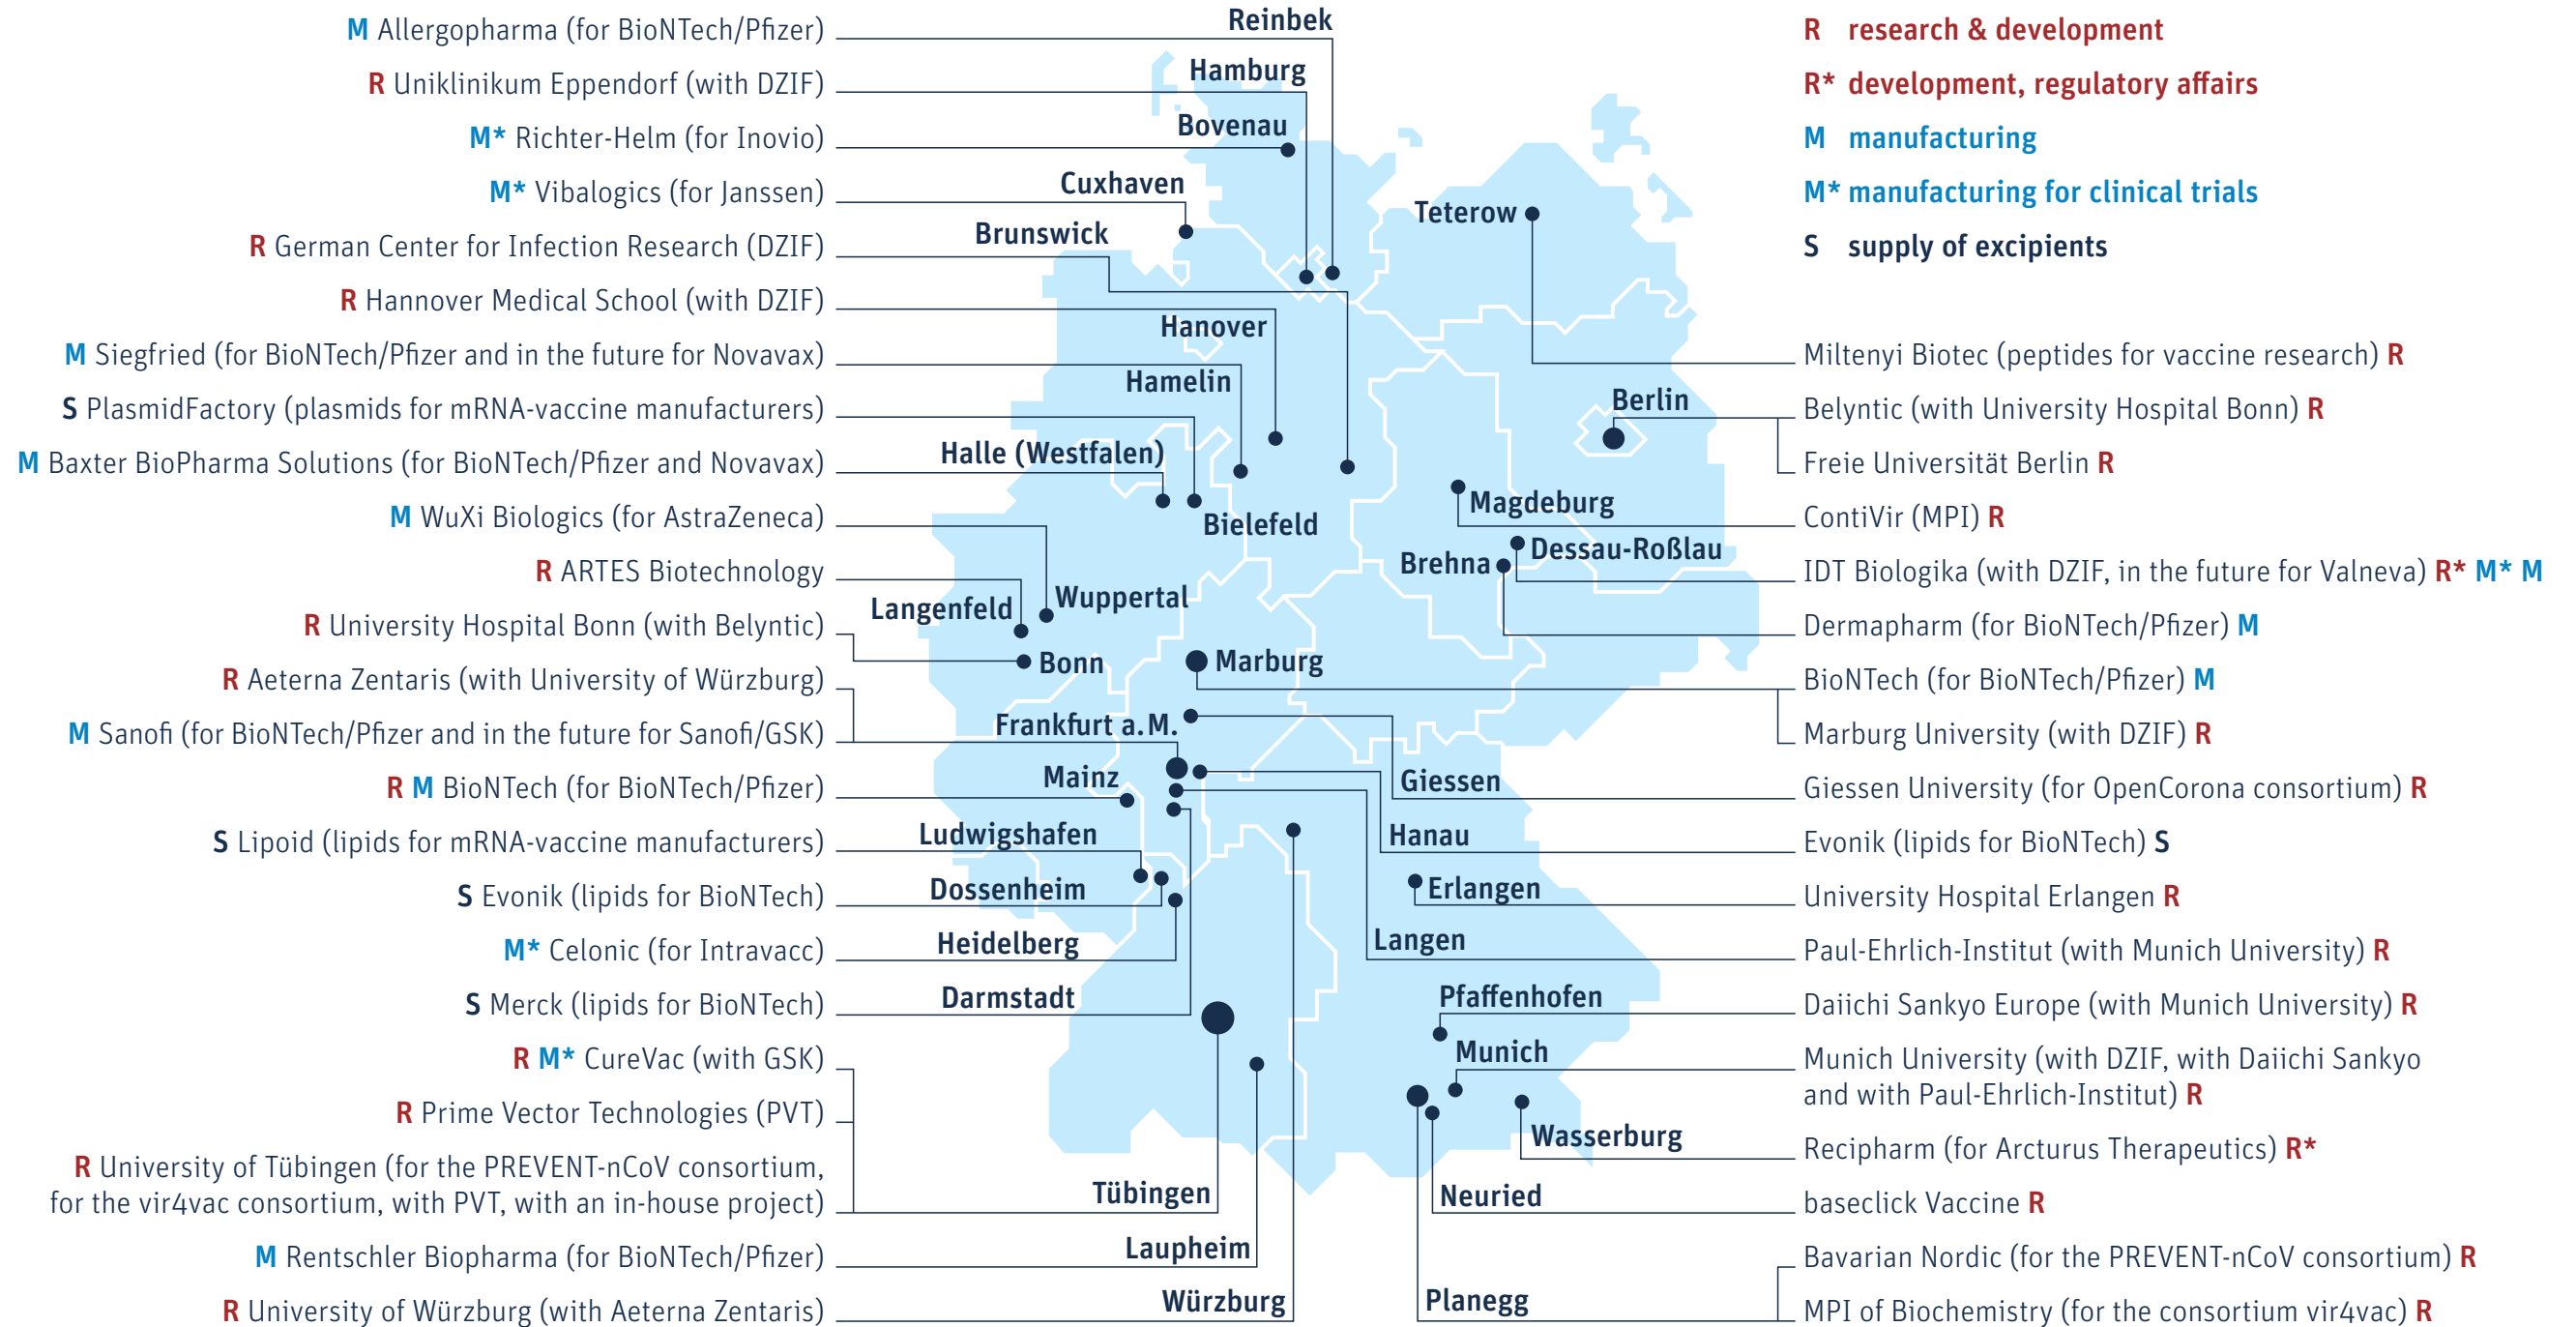 M Allergopharma (for BioNTech/Pfizer)
R Uniklinikum Eppendorf (with DZIF)
M* Richter-Helm (for Inovio)
M* Vibalogics (for Janssen)
R German Center for Infection Research (DZIF)
R Hannover Medical School (with DZIF)
M Siegfried (for BioNTech/Pfizer and in the future for Novavax)
S PlasmidFactory (plasmids for mRNA-vaccine manufacturers)
M Baxter BioPharma Solutions (for BioNTech/Pfizer and Novavax)
M WuXi Biologics (for AstraZeneca)
R ARTES Biotechnology
R University Hospital Bonn (with Belyntic)
R Aeterna Zentaris (with University of Würzburg)
M Sanofi (for BioNTech/Pfizer and in the future for Sanofi/GSK)
R M BioNTech (for BioNTech/Pfizer)
S Lipoid (lipids for mRNA-vaccine manufacturers)
S Evonik (lipids for BioNTech)
M* Celonic (for Intravacc)
S Merck (lipids for BioNTech)
R M* CureVac (with GSK)
R Prime Vector Technologies (PVT)
R University of Tübingen (for the PREVENT-nCoV consortium,
for the vir4vac consortium, with PVT, with an in-house project)
M Rentschler Biopharma (for BioNTech/Pfizer)
R University of Würzburg (with Aeterna Zentaris)
Reinbek
Hamburg
Bovenau
Cuxhaven
Brunswick
Hanover
Hamelin
Halle (Westfalen)
Bielefeld
Wuppertal
Langenfeld
Bonn
Marburg
Frankfurt a.M.
Mainz
Ludwigshafen
Dossenheim
Heidelberg
Darmstadt
Tübingen
Laupheim
Würzburg
Teterow
Berlin
Magdeburg
Dessau-Roßlau
Brehna
Giessen
Hanau
Erlangen
Langen
Pfaffenhofen
Munich
Wasserburg
Neuried
Planegg
R research & development
R* development, regulatory affairs
M manufacturing
M* manufacturing for clinical trials
S supply of excipients
Miltenyi Biotec (peptides for vaccine research) R
Belyntic (with University Hospital Bonn) R
Freie Universität Berlin R
ContiVir (MPI) R
IDT Biologika (with DZIF, in the future for Valneva) R* M* M
Dermapharm (for BioNTech/Pfizer) M
BioNTech (for BioNTech/Pfizer) M
Marburg University (with DZIF) R
Giessen University (for OpenCorona consortium) R
Evonik (lipids for BioNTech) S
University Hospital Erlangen R
Paul-Ehrlich-Institut (with Munich University) R
Daiichi Sankyo Europe (with Munich University) R
Munich University (with DZIF, with Daiichi Sankyo
and with Paul-Ehrlich-Institut) R
Recipharm (for Arcturus Therapeutics) R*
baseclick Vaccine R
Bavarian Nordic (for the PREVENT-nCoV consortium) R
MPI of Biochemistry (for the consortium vir4vac) R